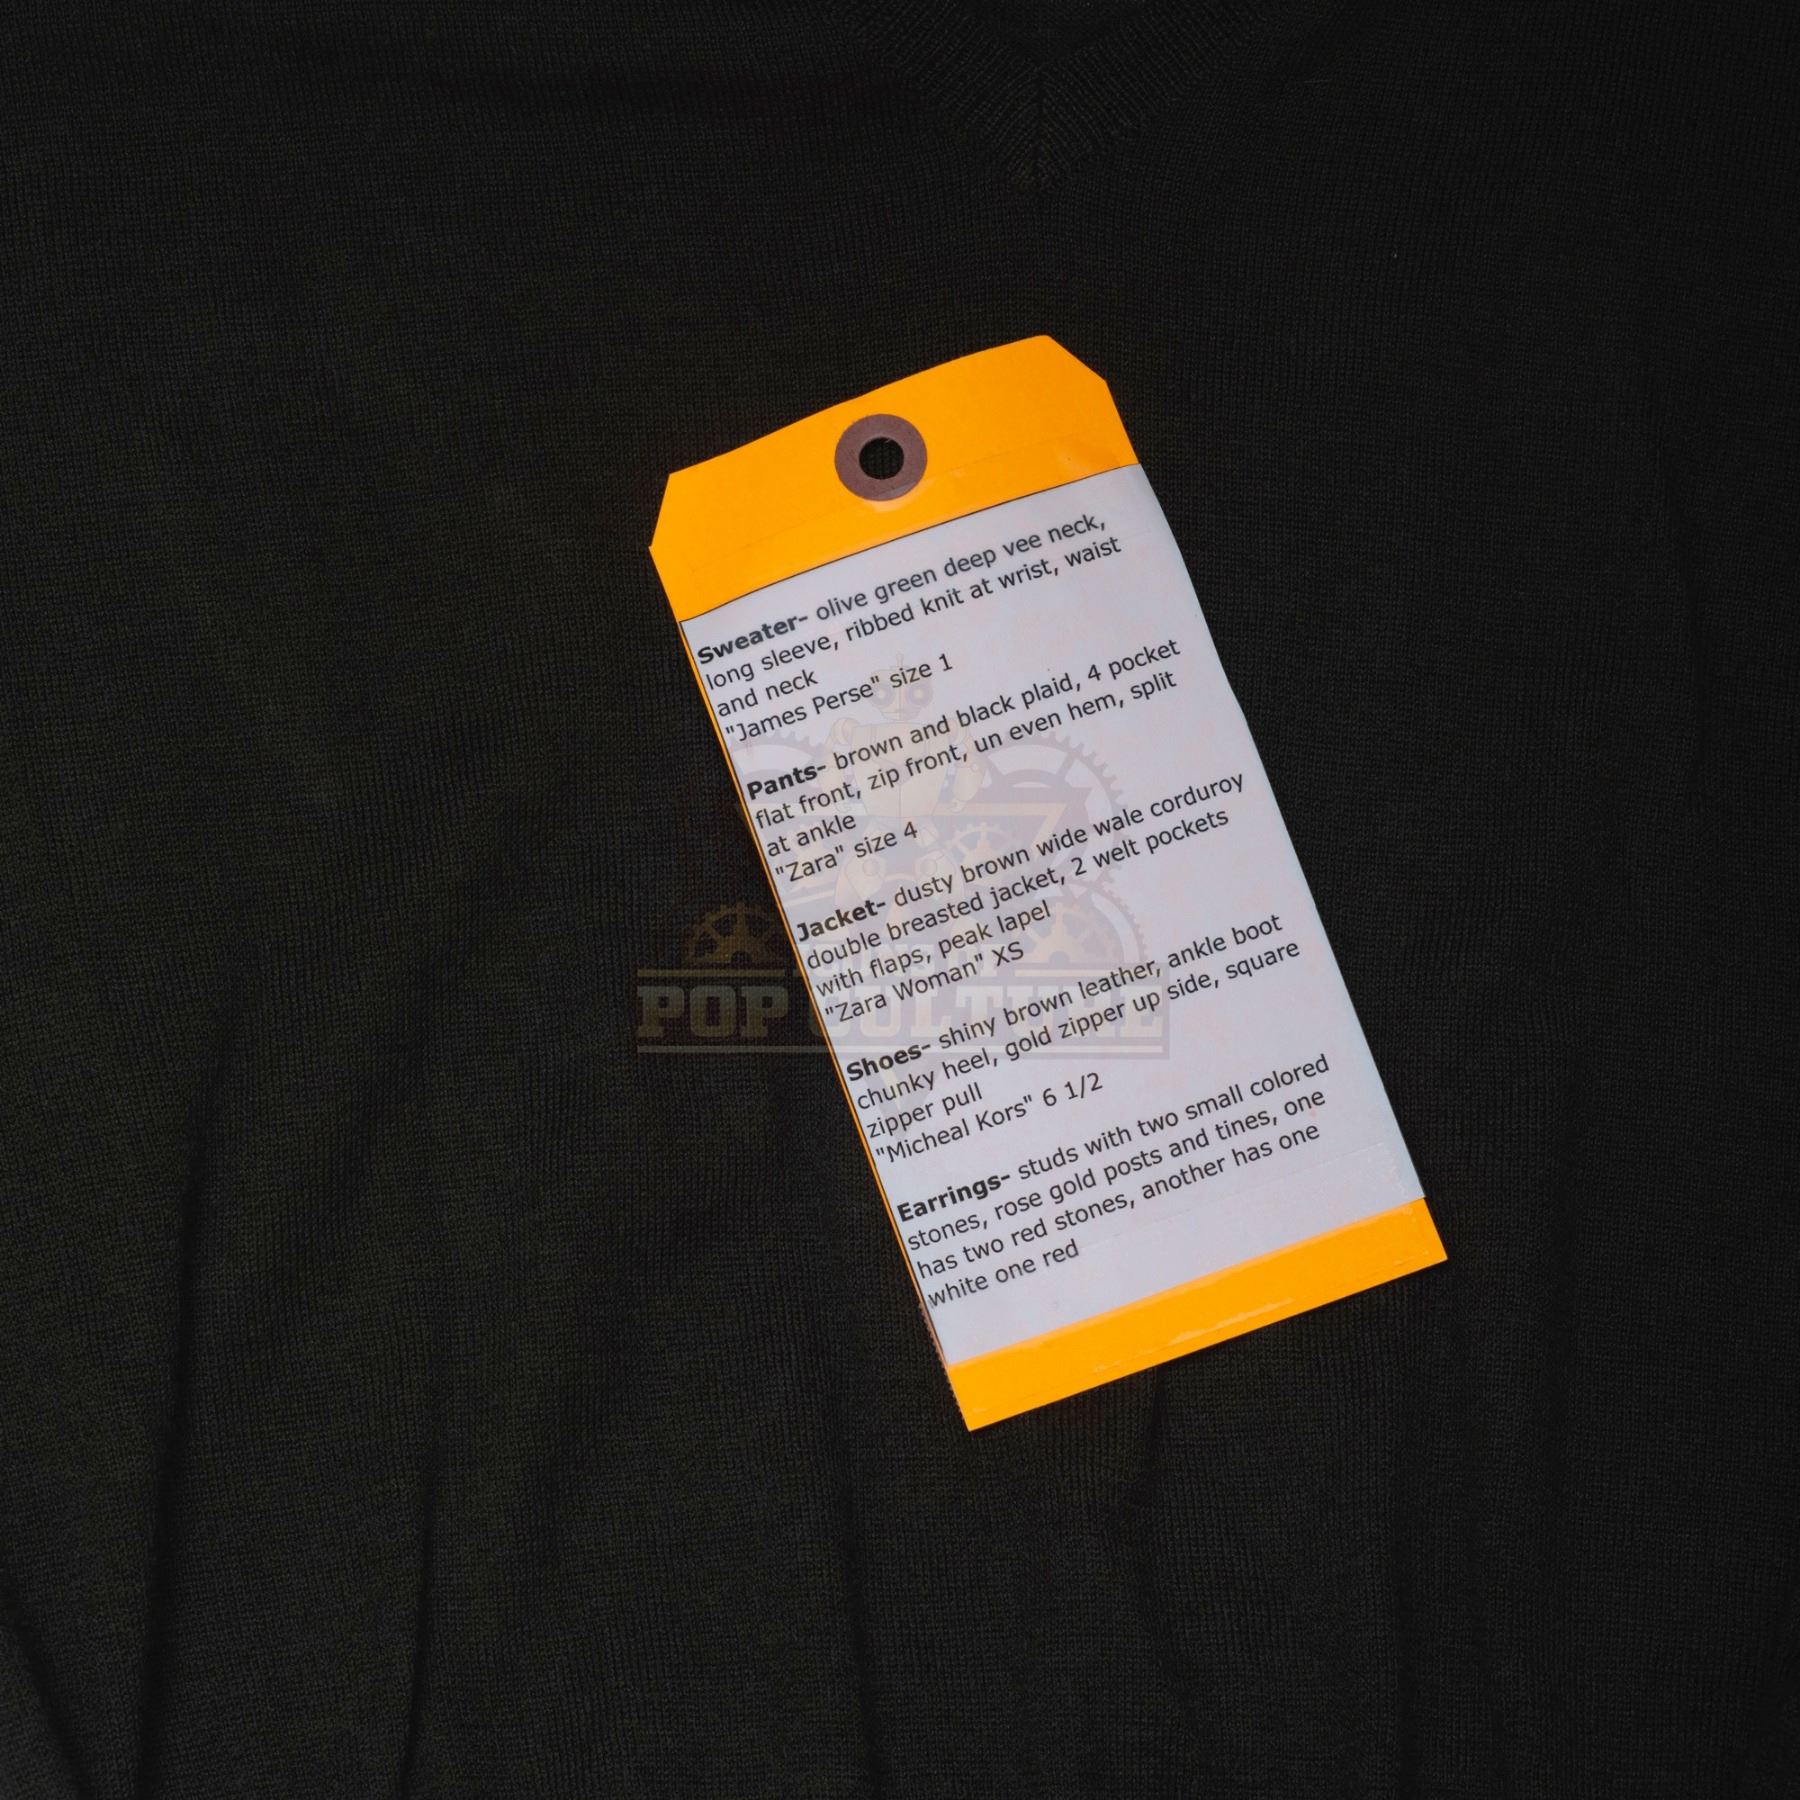 Sweater- olive green deep vee neck,
long sleeve, ribbed knit at wrist, waist
and neck
"James Perse" size 1
Pants- brown and black plaid, 4 pocket
flat front, zip front, un even hem, split
at ankle
"Zara" size 4
Jacket- dusty brown wide wale corduroy
double breasted jacket, 2 welt pockets
with flaps, peak lapel
"Zara Woman" XS
Shoes- shiny brown leather, ankle boot
chunky heel, gold zipper up side, square
zipper pull
"Micheal Kors" 6 1/2
Earrings- studs with two small colored
stones, rose gold posts and tines, one
has two red stones, another has one
white one red
POP CULTURE